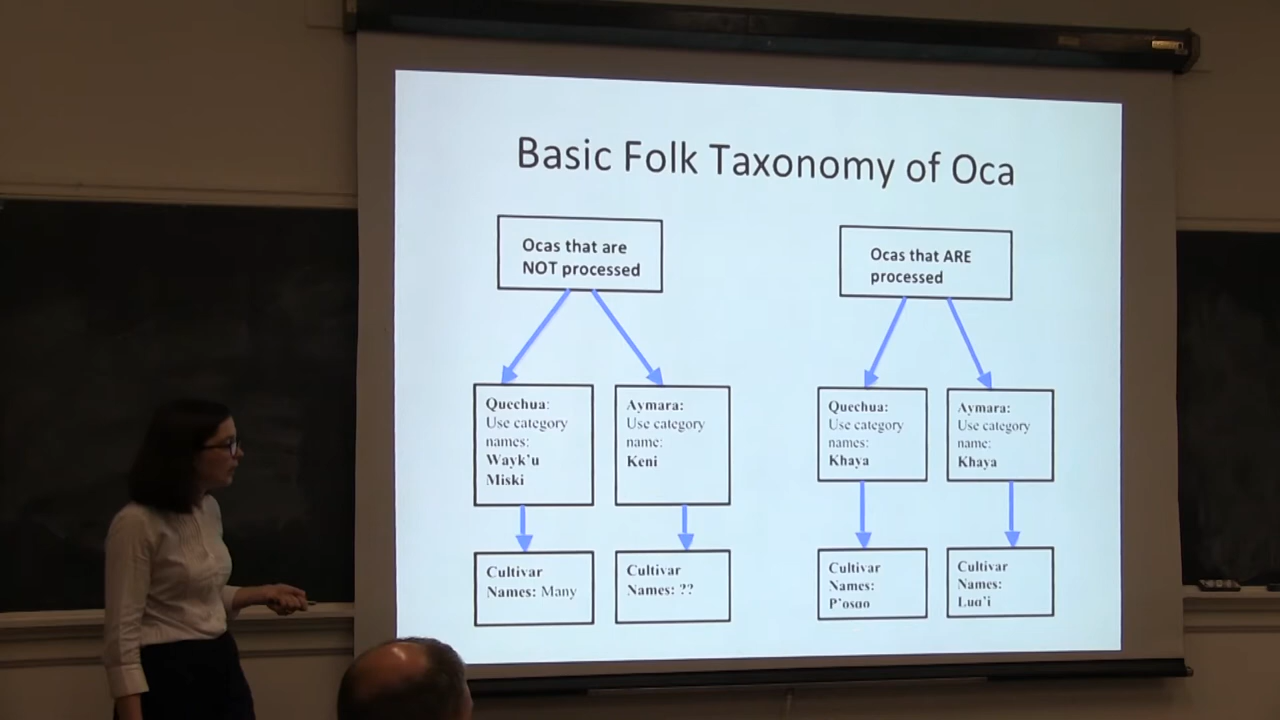 Basic Folk Taxonomy of Oca
Ocas that are
NOT processed
Ocas that ARE
processed
Quechua:
Use category
names:
Wayk'u
Miski
Aymara:
Use category
name:
Keni
Quechua:
Use category
names:
Khaya
Aymara:
Use category
name:
Khaya
Cultivar
Names: Many
Cultivar
Names: ??
Cultivar
Names:
P'osqo
Cultivar
Names:
Luq'i